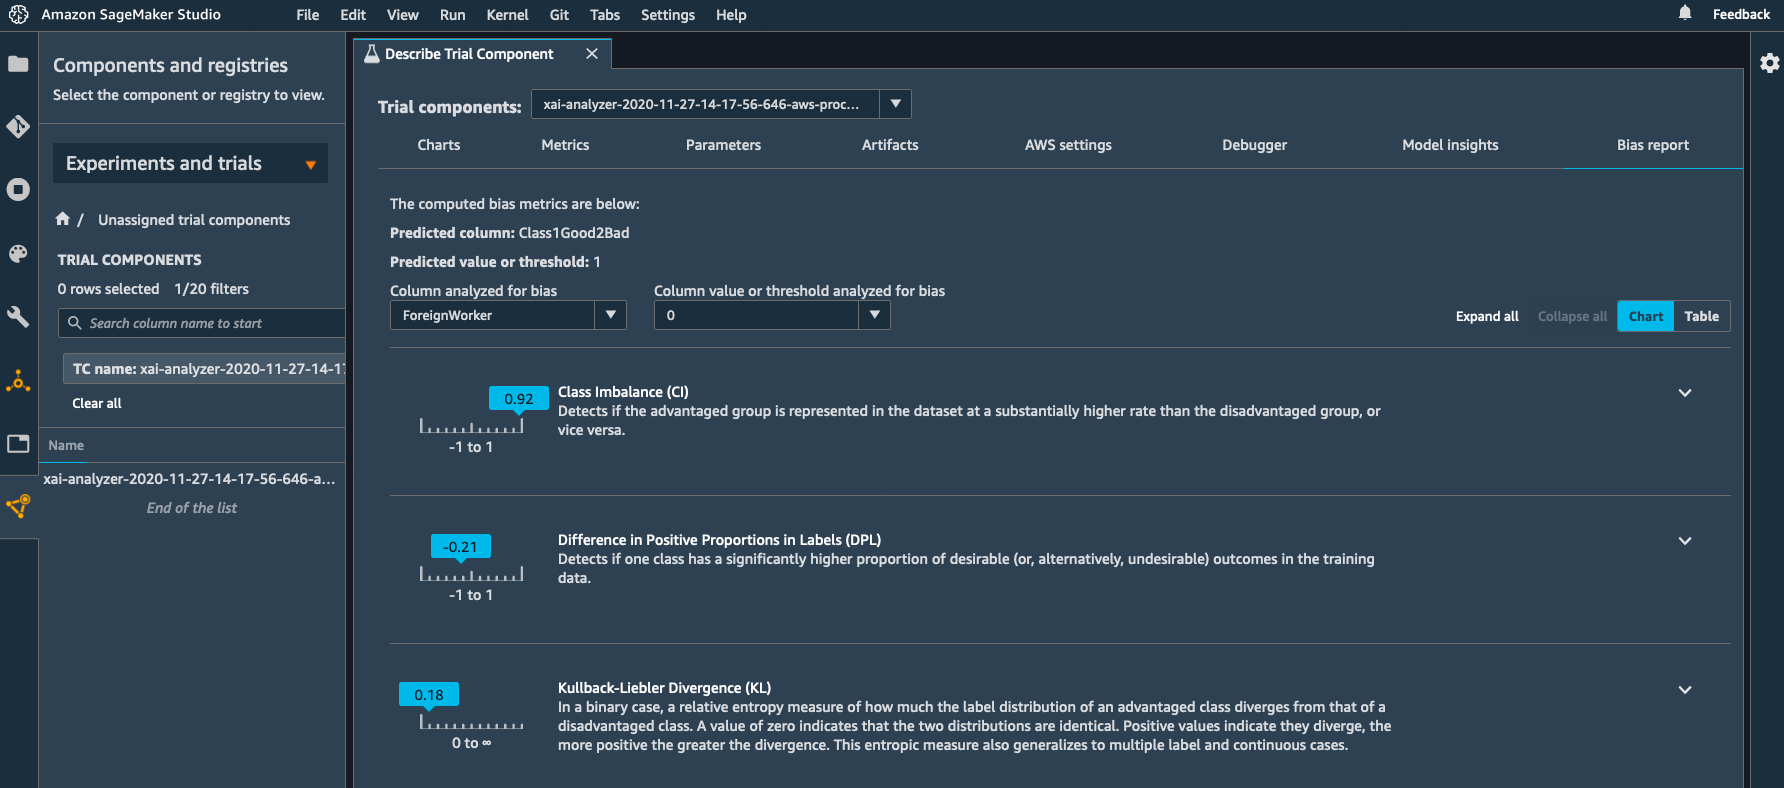 Amazon SageMaker Studio
File Edit View Run Kernel Git Tabs Settings Help
Feedback
Components and registries
Select the component or registry to view.
Experiments and trials
/ Unassigned trial components
TRIAL COMPONENTS
0 rows selected 1/20 filters
Search column name to start
TC name: xai-analyzer-2020-11-27-14-17
Clear all
Name
xai-analyzer-2020-11-27-14-17-56-646-a...
End of the list
Describe Trial Component
Trial components: xai-analyzer-2020-11-27-14-17-56-646-aws-proc...
Charts Metrics Parameters Artifacts AWS settings Debugger Model insights Bias report
The computed bias metrics are below:
Predicted column: Class1Good2Bad
Predicted value or threshold: 1
Column analyzed for bias Column value or threshold analyzed for bias
ForeignWorker 0
Expand all Collapse all Chart Table
0.92
-1 to 1
Class Imbalance (CI)
Detects if the advantaged group is represented in the dataset at a substantially higher rate than the disadvantaged group, or
vice versa.
-0.21
-1 to 1
Difference in Positive Proportions in Labels (DPL)
Detects if one class has a significantly higher proportion of desirable (or, alternatively, undesirable) outcomes in the training
data.
0.18
0 to ∞
Kullback-Liebler Divergence (KL)
In a binary case, a relative entropy measure of how much the label distribution of an advantaged class diverges from that of a
disadvantaged class. A value of zero indicates that the two distributions are identical. Positive values indicate they diverge, the
more positive the greater the divergence. This entropic measure also generalizes to multiple label and continuous cases.